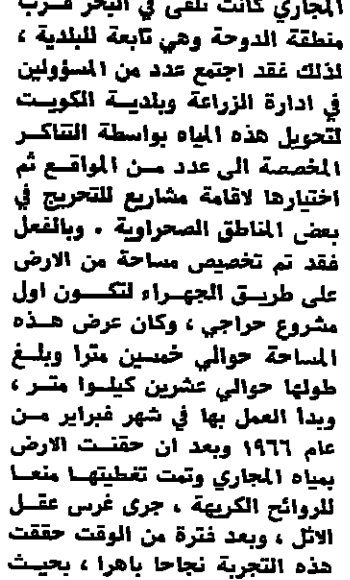 المجاري كانت تلقى في البحر قرب
منطقة الدوحة وهي تابعة للبلدية ،
لذلك فقد اجتمع عدد من المسؤولين
في ادارة الزراعة وبلدية الكويت
لتحويل هذه المياه بواسطة التناكر
المخصصة الى عدد من المواقع ثم
اختيارها لاقامة مشاريع للتحريج في
بعض المناطق الصحراوية . وبالفعل
فقد تم تخصيص مساحة من الارض
على طريق الجهراء لتكون اول
مشروع حراجي ، وكان عرض هذه
المساحة حوالي خمسين مترا وبلغ
طولها حوالي عشرين كيلوا متر ،
وبدأ العمل بها في شهر فبراير من
عام ١٩٦٦ وبعد ان حقنت الارض
بمياه المجاري وتمت تغطيتها منعا
للروائح الكريهة ، جرى غرس عقل
الاثل ، وبعد فترة من الوقت حققت
هذه التجربة نجاحا باهرا ، بحيث